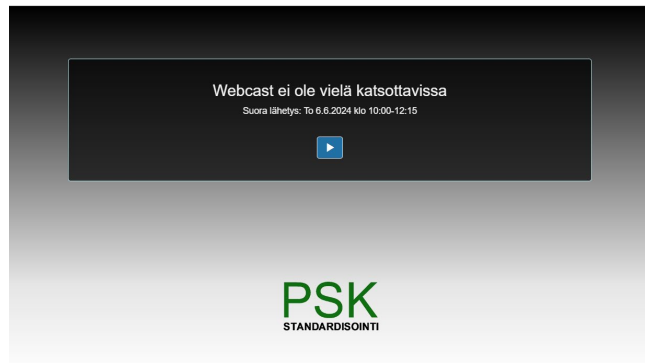 Webcast ei ole vielä katsottavissa
Suora lähetys: To 6.6.2024 klo 10:00-12:15
PSK
STANDARDISOINTI